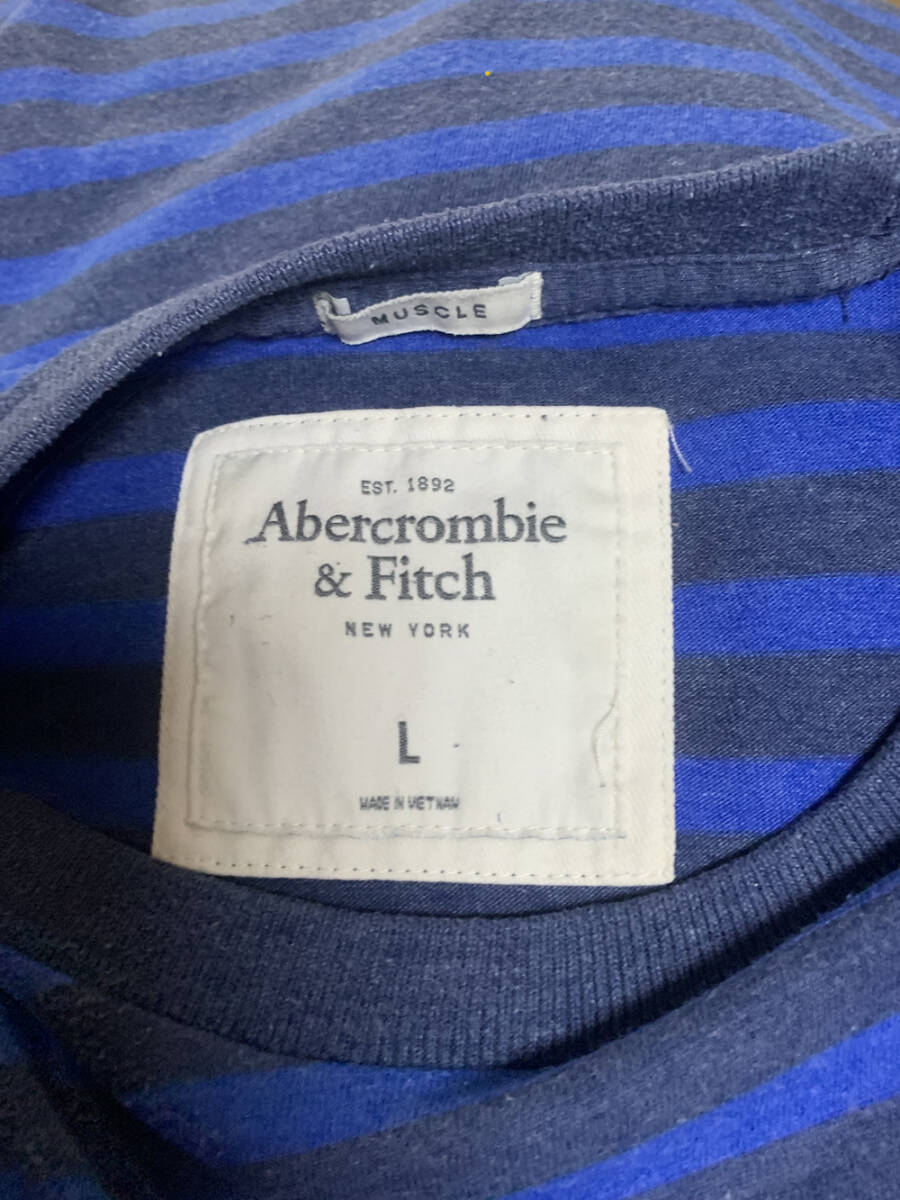 MUSCLE
EST. 1892
Abercrombie
& Fitch
NEW YORK
L
MADE IN VIETNAM